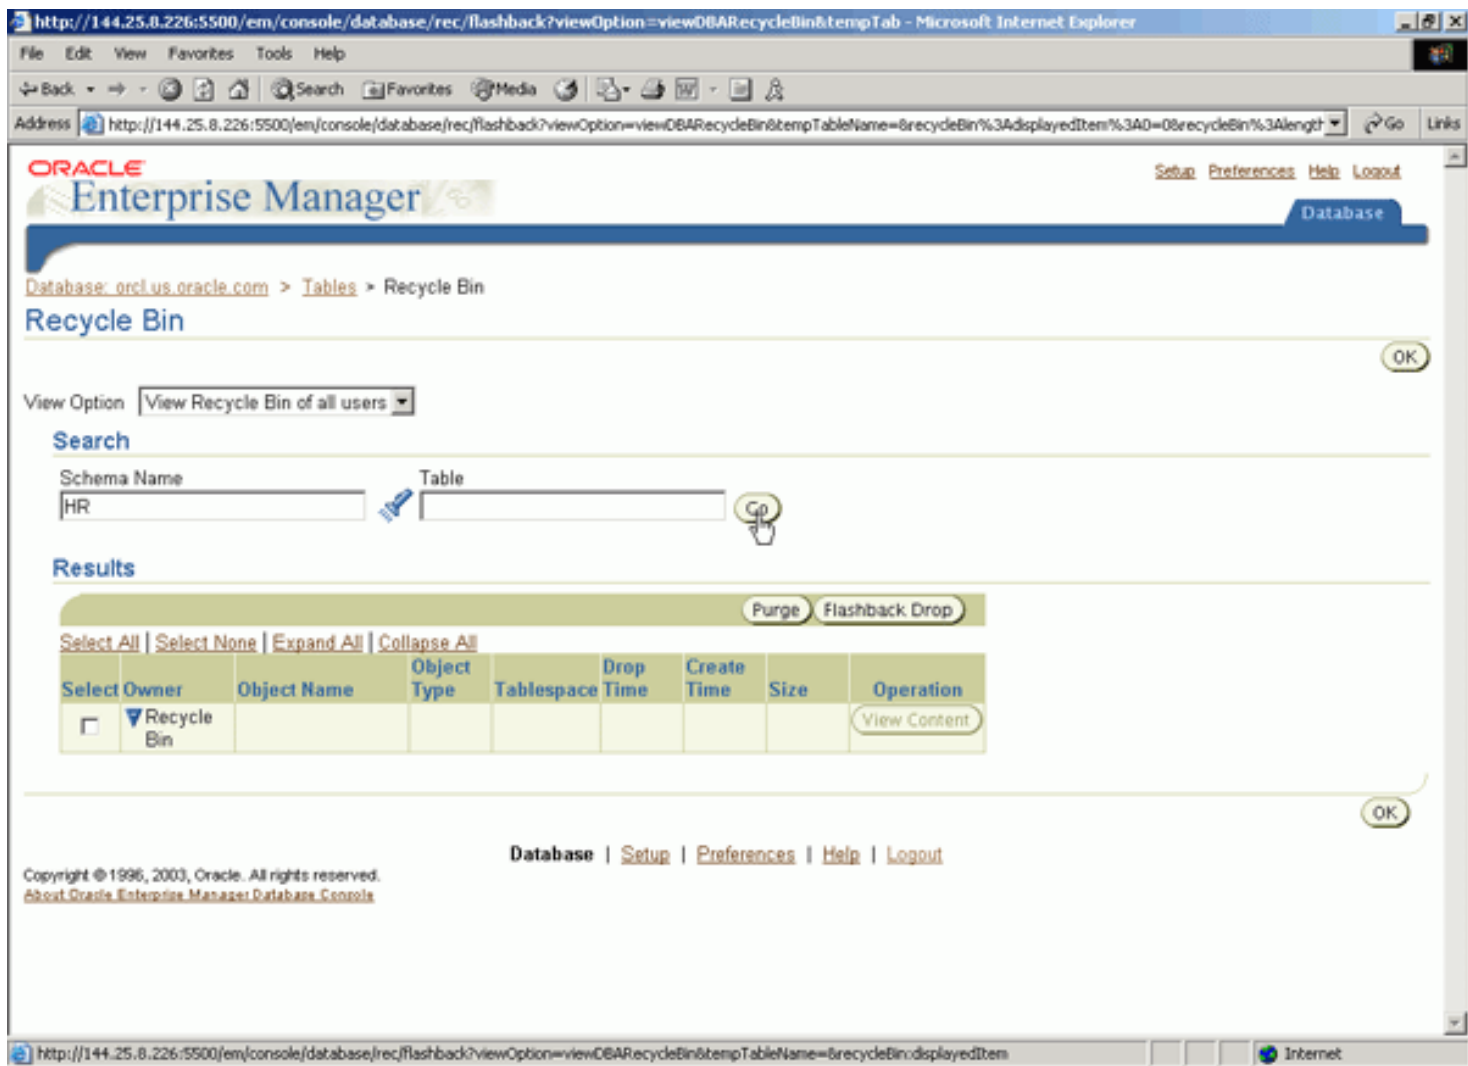 http://144.25.8.226:5500/em/console/database/rec/flashback?viewOption=viewDBARecycleBin&tempTab - Microsoft Internet Explorer
File Edit View Favorites Tools Help
Back Search Favorites Media
Address http://144.25.8.226:5500/em/console/database/rec/flashback?viewOption=viewDBARecycleBin&tempTableName=&recycleBin%3AdisplayedItem%3A0=0&recycleBin%3Alengt Go Links
ORACLE
Enterprise Manager
Setup Preferences Help Logout
Database
Database: orcl.us.oracle.com > Tables > Recycle Bin
Recycle Bin
OK
View Option View Recycle Bin of all users
Search
Schema Name Table
HR Go
Results
Purge Flashback Drop
Select All | Select None | Expand All | Collapse All
Select Owner Object Name Object Type Tablespace Drop Time Create Time Size Operation
Recycle Bin View Content
OK
Database | Setup | Preferences | Help | Logout
Copyright © 1996, 2003, Oracle. All rights reserved.
About Oracle Enterprise Manager Database Console
http://144.25.8.226:5500/em/console/database/rec/flashback?viewOption=viewDBARecycleBin&tempTableName=&recycleBin:displayedItem Internet